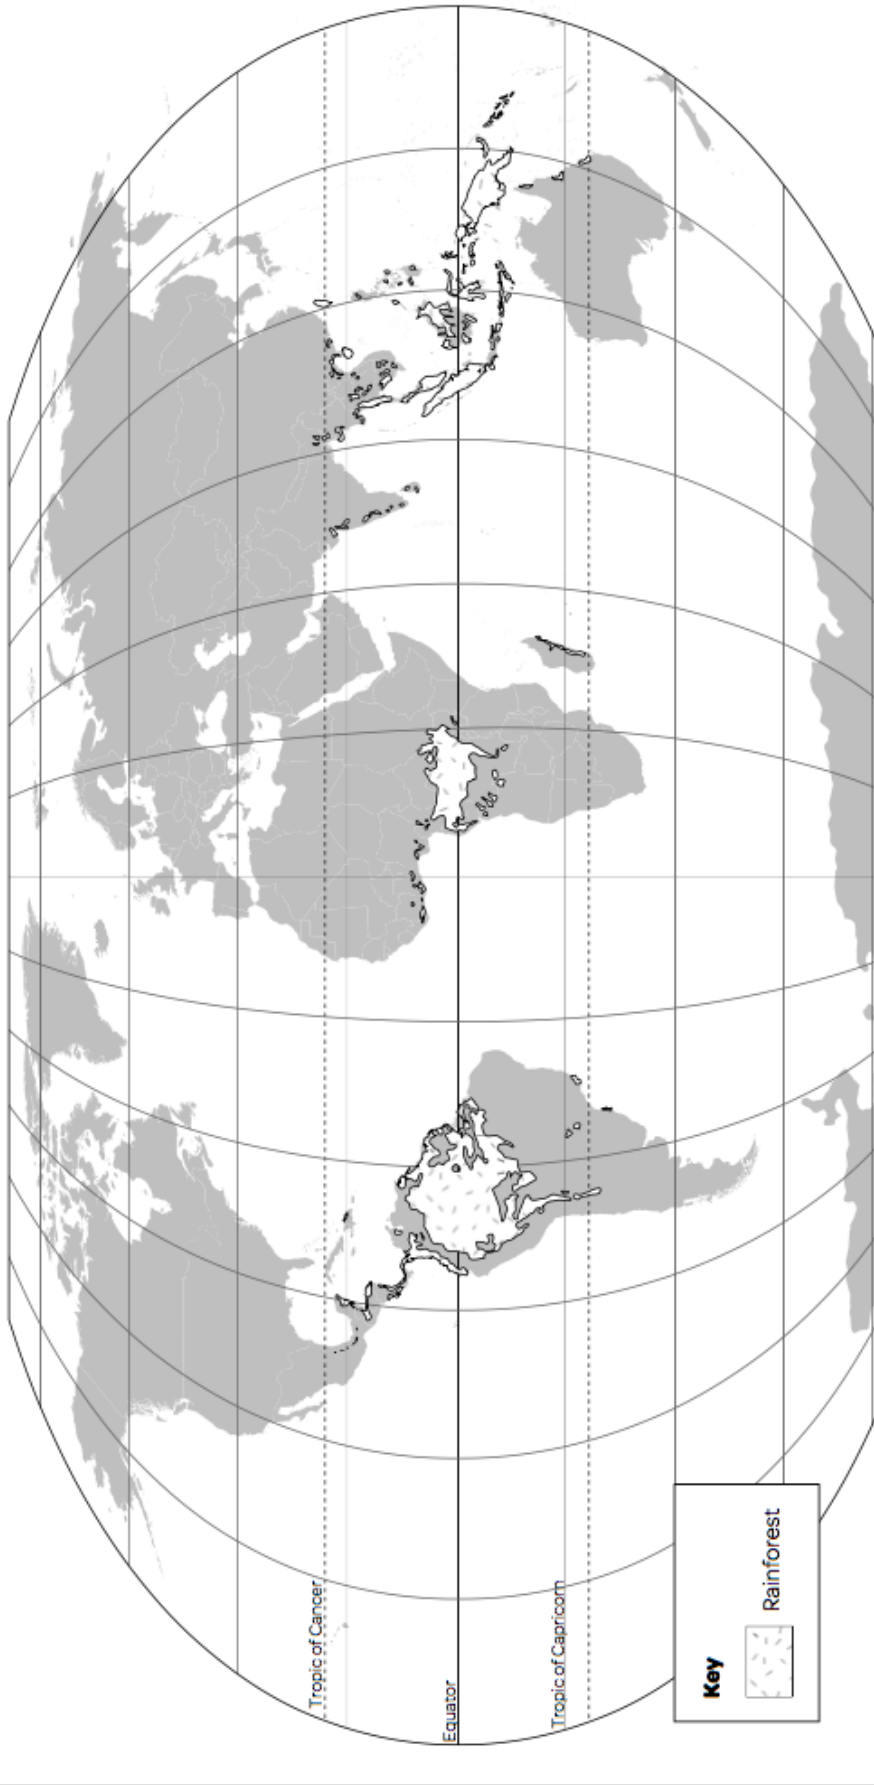 Tropic of Cancer
Equator
Tropic of Capricorn
Key
Rainforest